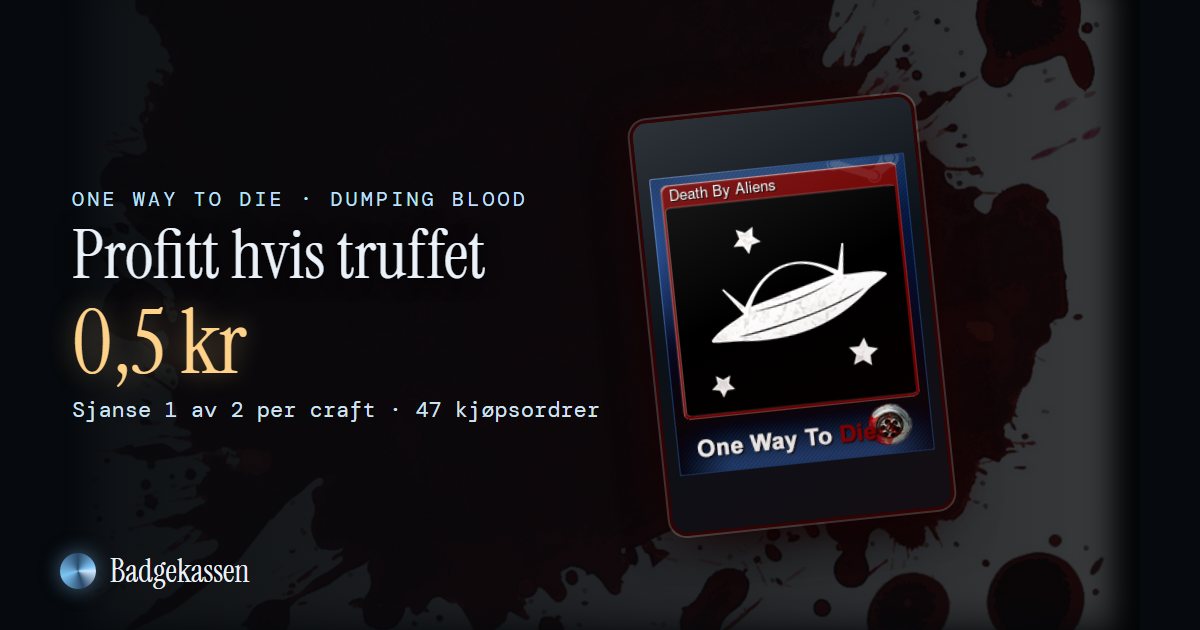 ONE WAY TO DIE · DUMPING BLOOD
Profitt hvis truffet
0,5 kr
Sjanse 1 av 2 per craft · 47 kjøpsordrer
Badgekassen
Death By Aliens
One Way To Die